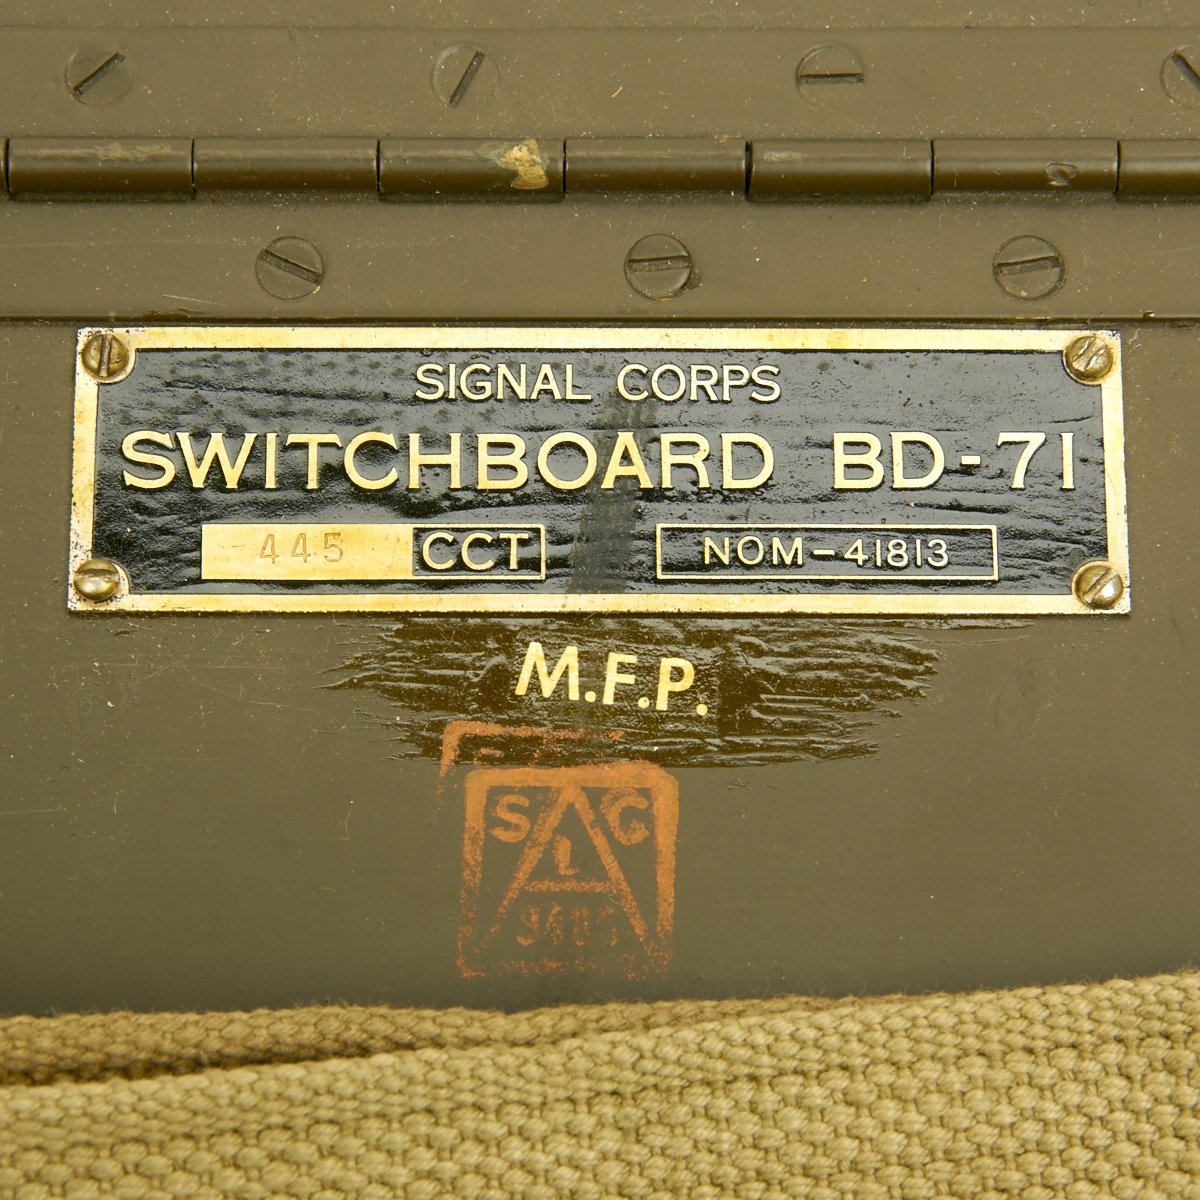 SIGNAL CORPS
SWITCHBOARD BD-71
445 CCT NOM-41813
M.F.P.
S C
L